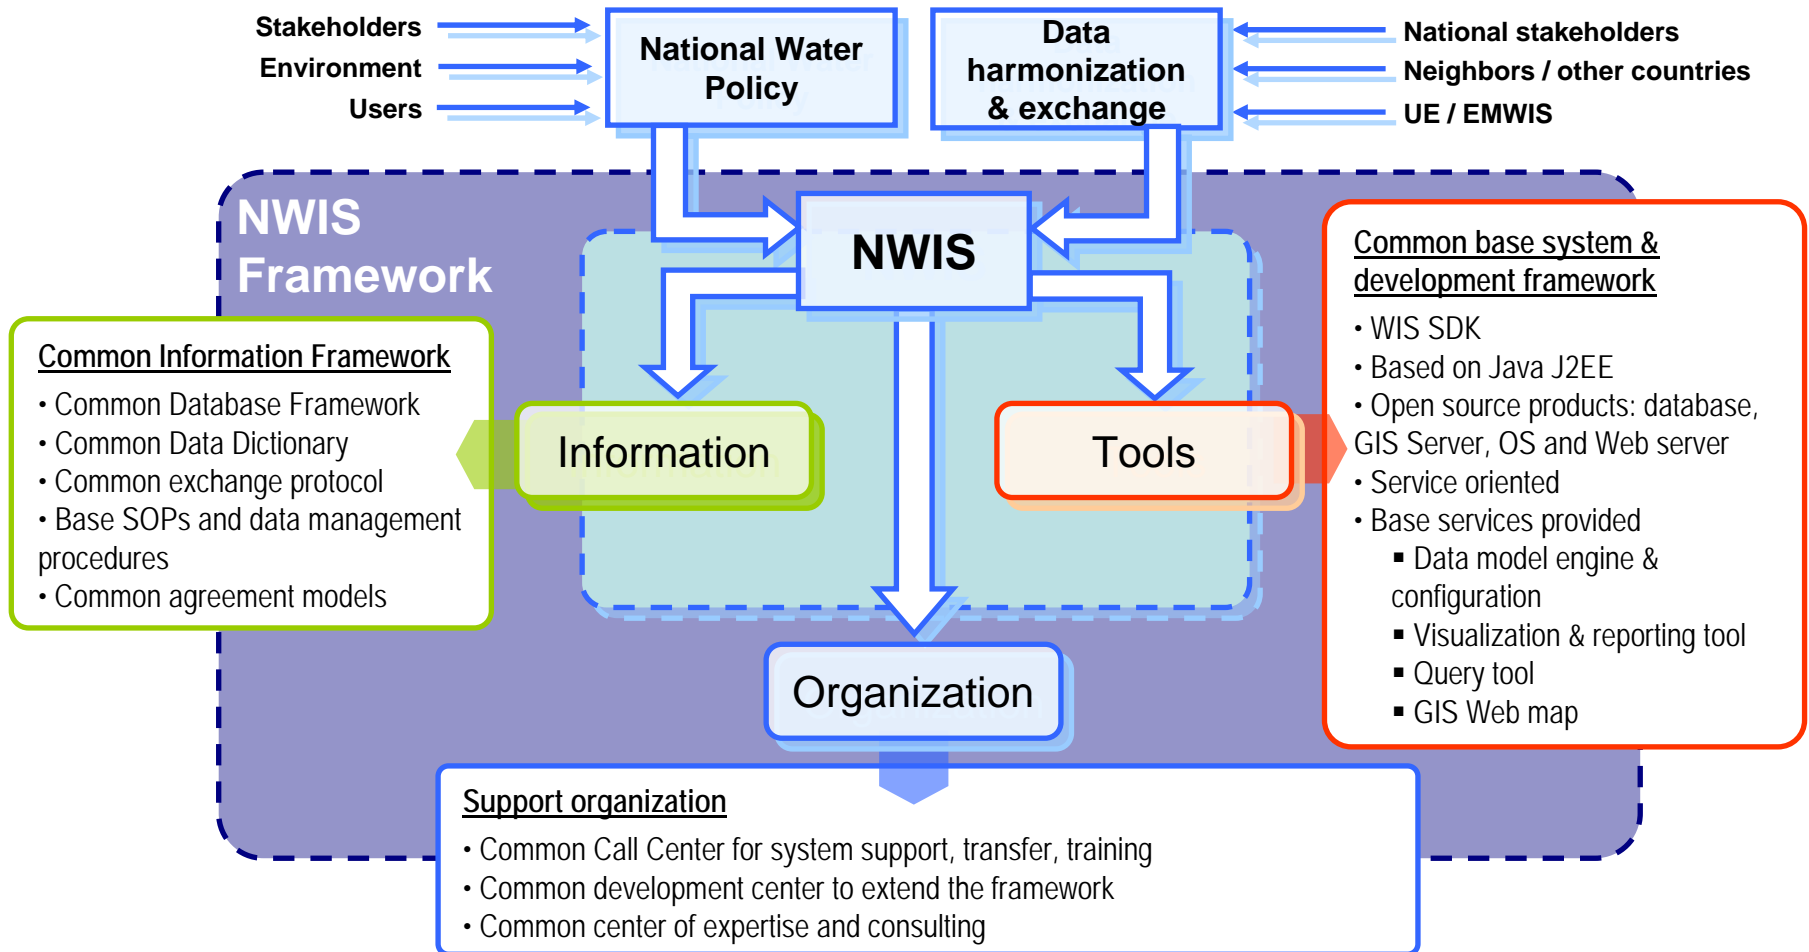 Stakeholders
Environment
Users
National Water
Policy
Data
harmonization
& exchange
National stakeholders
Neighbors / other countries
UE / EMWIS
NWIS
Framework
NWIS
Common Information Framework
• Common Database Framework
• Common Data Dictionary
• Common exchange protocol
• Base SOPs and data management
procedures
• Common agreement models
Information
Tools
Common base system &
development framework
• WIS SDK
• Based on Java J2EE
• Open source products: database,
GIS Server, OS and Web server
• Service oriented
• Base services provided
▪ Data model engine &
configuration
▪ Visualization & reporting tool
▪ Query tool
▪ GIS Web map
Organization
Support organization
• Common Call Center for system support, transfer, training
• Common development center to extend the framework
• Common center of expertise and consulting